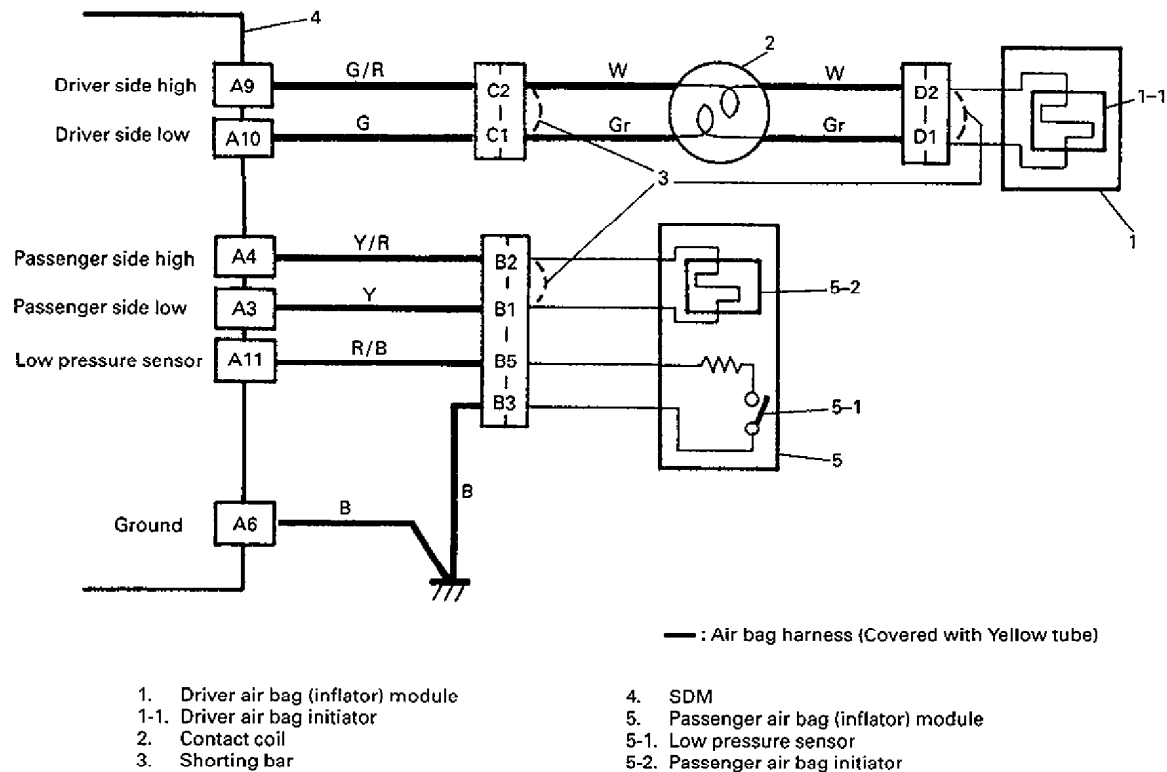 4
2
Driver side high
A9
G/R
C2
W
W
D2
1-1
Driver side low
A10
G
C1
Gr
Gr
D1
3
1
Passenger side high
A4
Y/R
B2
5-2
Passenger side low
A3
Y
B1
Low pressure sensor
A11
R/B
B5
B3
5-1
5
B
Ground
A6
B
: Air bag harness (Covered with Yellow tube)
1. Driver air bag (inflator) module
1-1. Driver air bag initiator
2. Contact coil
3. Shorting bar
4. SDM
5. Passenger air bag (inflator) module
5-1. Low pressure sensor
5-2. Passenger air bag initiator